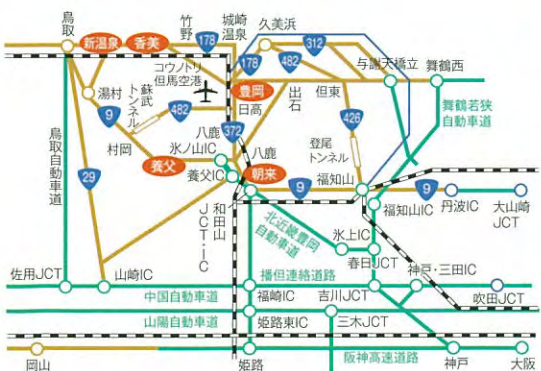 鳥取
新温泉
香美
竹野
178
城崎
温泉
久美浜
312
178
482
与謝天橋立
舞鶴西
コウノトリ
但馬空港
豊岡
日高
出石
但東
舞鶴若狭
自動車道
湯村
蘇武
トンネル
482
9
村岡
八鹿
372
氷ノ山IC
八鹿
426
登尾
トンネル
養父
養父IC
朝来
9
福知山
9
鳥取自動車道
29
和田山
JCT・IC
北近畿豊岡
自動車道
福知山IC
丹波IC
大山崎
JCT
氷上IC
春日JCT
佐用JCT
山崎IC
播但連絡道路
神戸・三田IC
中国自動車道
福崎IC
吉川JCT
吹田JCT
山陽自動車道
姫路東IC
三木JCT
岡山
姫路
阪神高速道路
神戸
大阪